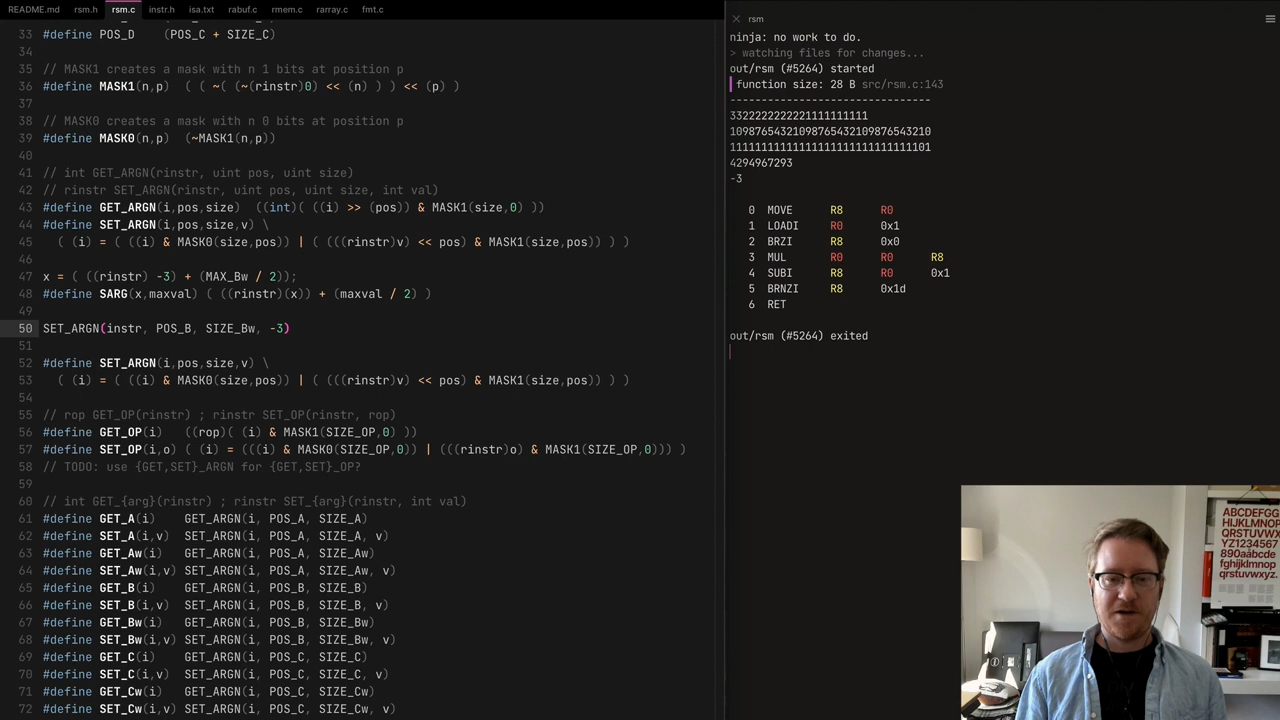 README.md rsm.h rsm.c instr.h isa.txt rabuf.c rmem.c rarray.c fmt.c
33 #define POS_D (POS_C + SIZE_C)
34
35 // MASK1 creates a mask with n 1 bits at position p
36 #define MASK1(n,p) ( ( ~( (~(rinstr)0) << (n) ) ) << (p) )
37
38 // MASK0 creates a mask with n 0 bits at position p
39 #define MASK0(n,p) (~MASK1(n,p))
40
41 // int GET_ARGN(rinstr, uint pos, uint size)
42 // rinstr SET_ARGN(rinstr, uint pos, uint size, int val)
43 #define GET_ARGN(i,pos,size) ((int)( ((i) >> (pos)) & MASK1(size,0) ))
44 #define SET_ARGN(i,pos,size,v) \
45 ( (i) = ( ((i) & MASK0(size,pos)) | ( (((rinstr)v) << pos) & MASK1(size,pos)) ) )
46
47 x = ( ((rinstr) -3) + (MAX_Bw / 2));
48 #define SARG(x,maxval) ( ((rinstr)(x)) + (maxval / 2) )
49
50 SET_ARGN(instr, POS_B, SIZE_Bw, -3)
51
52 #define SET_ARGN(i,pos,size,v) \
53 ( (i) = ( ((i) & MASK0(size,pos)) | ( (((rinstr)v) << pos) & MASK1(size,pos)) ) )
54
55 // rop GET_OP(rinstr) ; rinstr SET_OP(rinstr, rop)
56 #define GET_OP(i) ((rop)( (i) & MASK1(SIZE_OP,0) ))
57 #define SET_OP(i,o) ( (i) = (((i) & MASK0(SIZE_OP,0)) | (((rinstr)o) & MASK1(SIZE_OP,0))) )
58 // TODO: use {GET,SET}_ARGN for {GET,SET}_OP?
59
60 // int GET_{arg}(rinstr) ; rinstr SET_{arg}(rinstr, int val)
61 #define GET_A(i) GET_ARGN(i, POS_A, SIZE_A)
62 #define SET_A(i,v) SET_ARGN(i, POS_A, SIZE_A, v)
63 #define GET_Aw(i) GET_ARGN(i, POS_A, SIZE_Aw)
64 #define SET_Aw(i,v) SET_ARGN(i, POS_A, SIZE_Aw, v)
65 #define GET_B(i) GET_ARGN(i, POS_B, SIZE_B)
66 #define SET_B(i,v) SET_ARGN(i, POS_B, SIZE_B, v)
67 #define GET_Bw(i) GET_ARGN(i, POS_B, SIZE_Bw)
68 #define SET_Bw(i,v) SET_ARGN(i, POS_B, SIZE_Bw, v)
69 #define GET_C(i) GET_ARGN(i, POS_C, SIZE_C)
70 #define SET_C(i,v) SET_ARGN(i, POS_C, SIZE_C, v)
71 #define GET_Cw(i) GET_ARGN(i, POS_C, SIZE_Cw)
72 #define SET_Cw(i,v) SET_ARGN(i, POS_C, SIZE_Cw, v)
rsm
ninja: no work to do.
> watching files for changes...
out/rsm (#5264) started
function size: 28 B src/rsm.c:143
--------------------------------
33222222222211111111111
10987654321098765432109876543210
11111111111111111111111111111101
4294967293
-3
0 MOVE R8 R0
1 LOADI R0 0x1
2 BRZI R8 0x0
3 MUL R0 R0 R8
4 SUBI R8 R0 0x1
5 BRNZI R8 0x1d
6 RET
out/rsm (#5264) exited
ABCDEFG
HIJKLMN
OPQRSTU
VWXYZ
YZ1234567
890